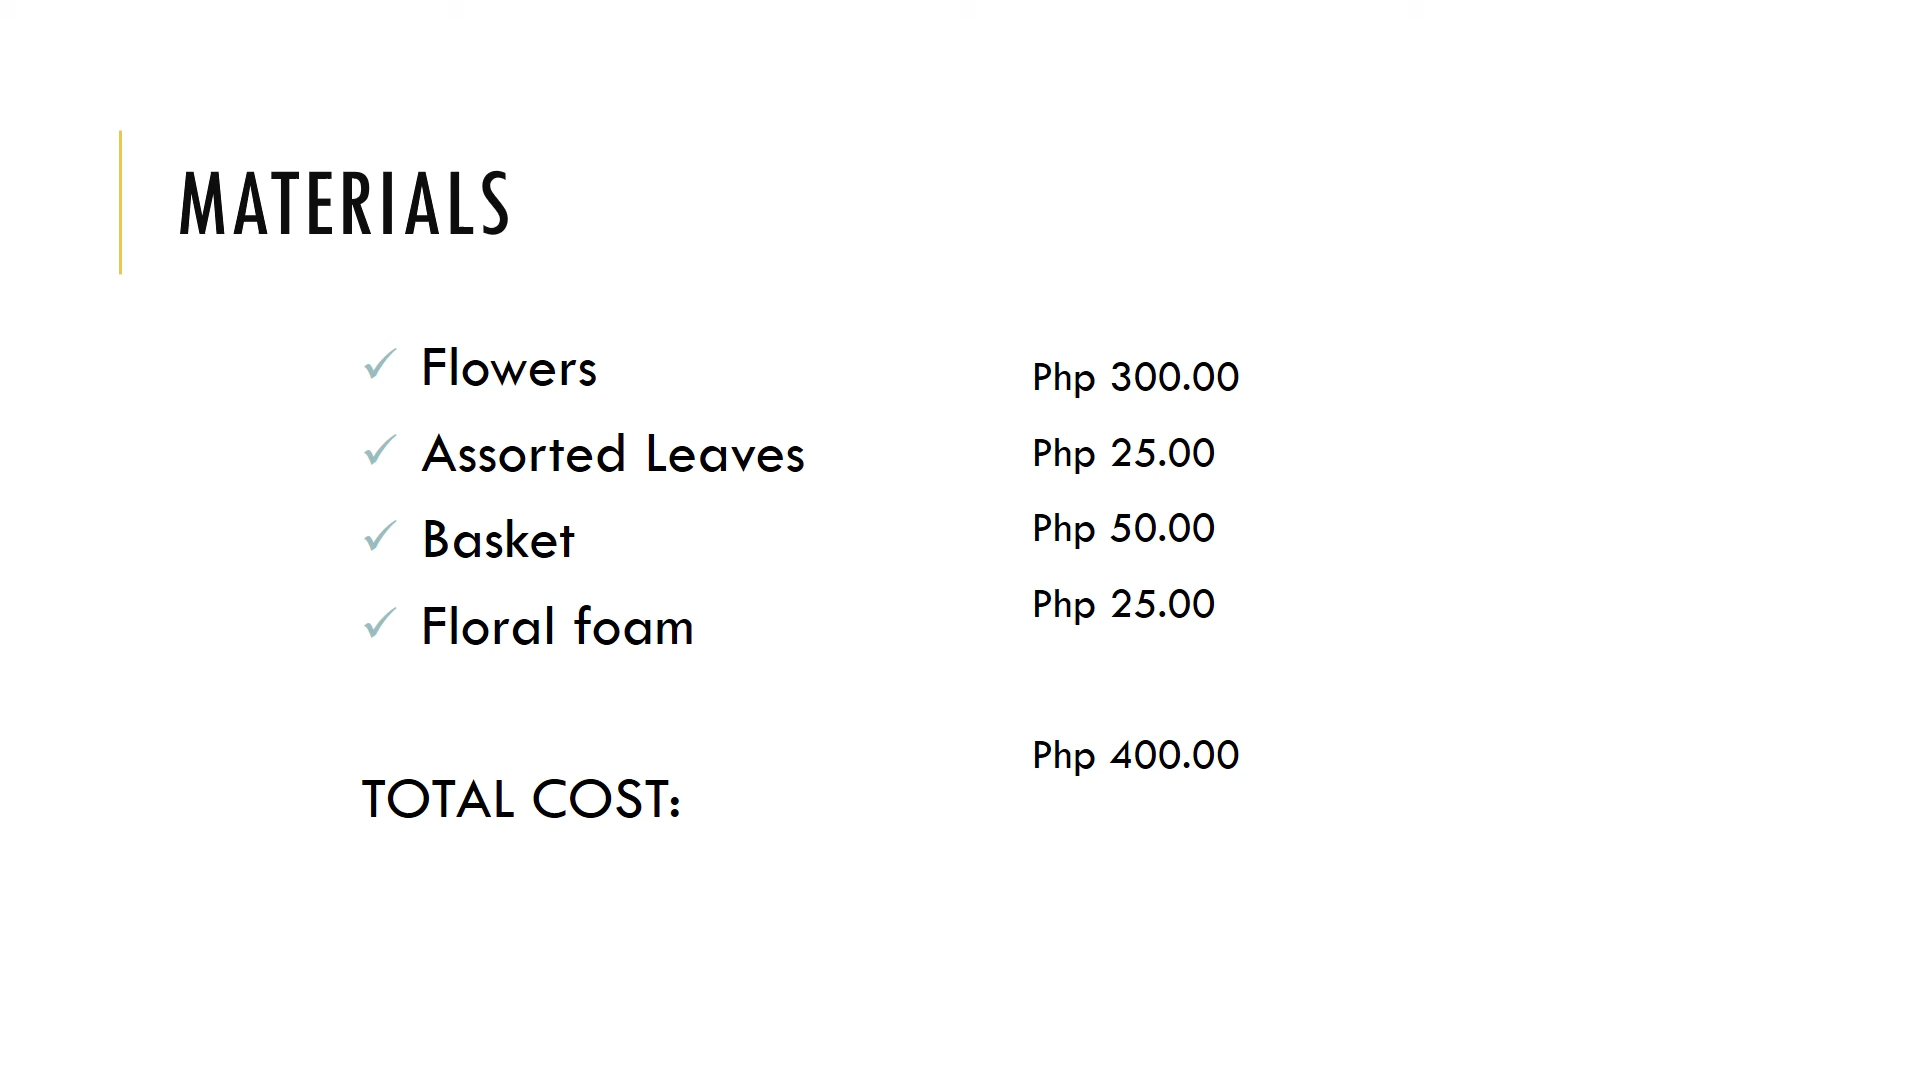 MATERIALS
✓ Flowers Php 300.00
✓ Assorted Leaves Php 25.00
✓ Basket Php 50.00
✓ Floral foam Php 25.00
TOTAL COST: Php 400.00